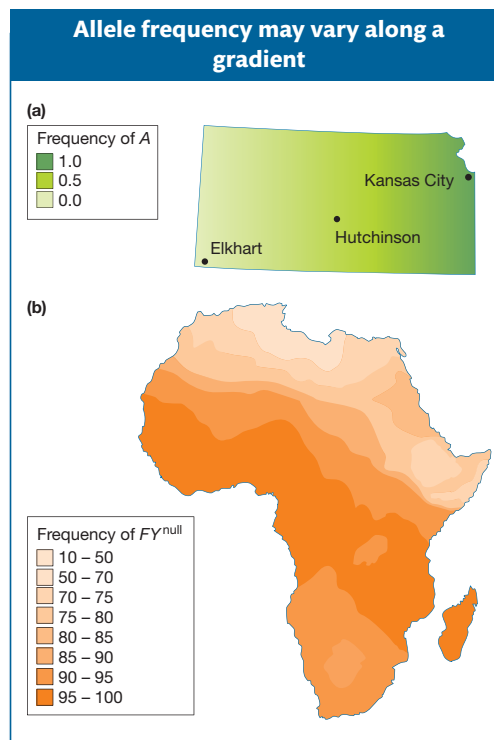 Allele frequency may vary along a
gradient
(a)
Frequency of A
1.0
0.5
0.0
Kansas City
Hutchinson
Elkhart
(b)
Frequency of FYnull
10 – 50
50 – 70
70 – 75
75 – 80
80 – 85
85 – 90
90 – 95
95 – 100